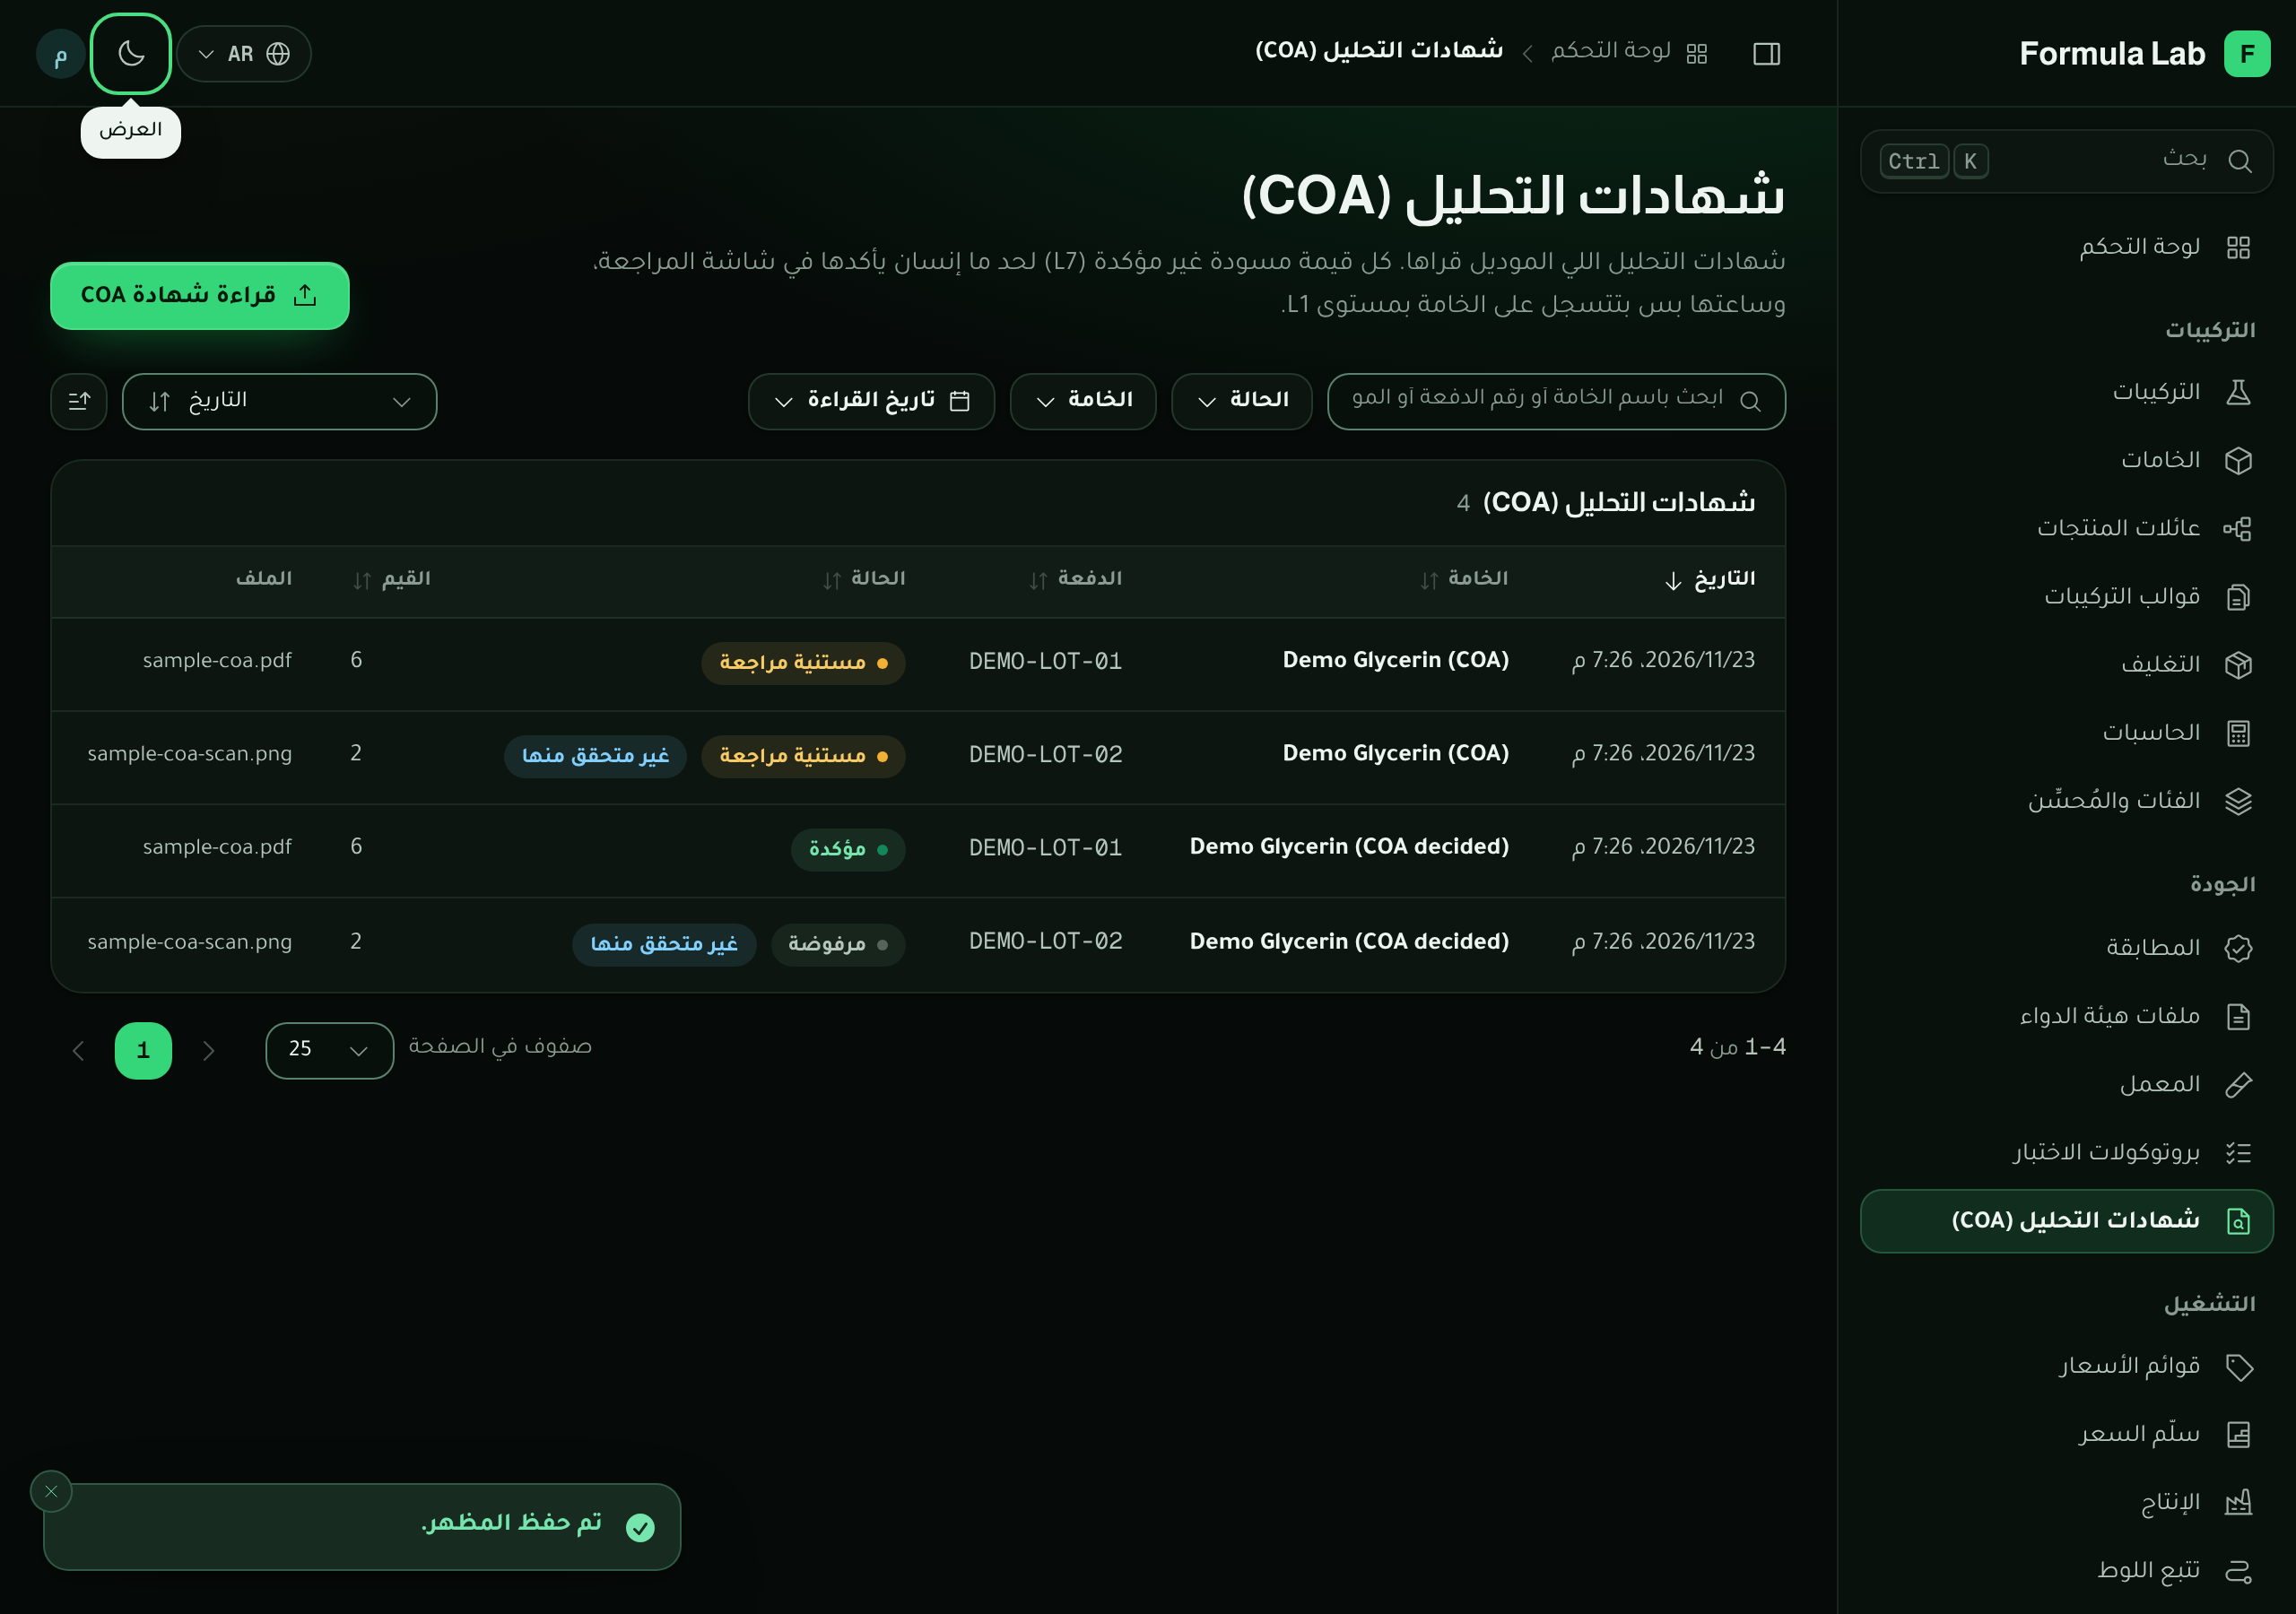 Formula Lab
F
بحث
Ctrl K
لوحة التحكم
التركيبات
التركيبات
الخامات
عائلات المنتجات
قوالب التركيبات
التغليف
الحاسبات
الفئات والمُحسِّن
الجودة
المطابقة
ملفات هيئة الدواء
المعمل
بروتوكولات الاختبار
شهادات التحليل (COA)
التشغيل
قوائم الأسعار
سلّم السعر
الإنتاج
تتبع اللوط
لوحة التحكم
شهادات التحليل (COA)
AR
م
العرض
شهادات التحليل (COA)
شهادات التحليل اللي الموديل قراها. كل قيمة مسودة غير مؤكدة (L7) لحد ما إنسان يأكدها في شاشة المراجعة،
وساعتها بس بتتسجل على الخامة بمستوى L1.
قراءة شهادة COA
ابحث باسم الخامة أو رقم الدفعة أو المو
الحالة
الخامة
تاريخ القراءة
التاريخ
شهادات التحليل (COA) 4
التاريخ الخامة الدفعة الحالة القيم الملف
2026/11/23، 7:26 م Demo Glycerin (COA) DEMO-LOT-01 مستنية مراجعة 6 sample-coa.pdf
2026/11/23، 7:26 م Demo Glycerin (COA) DEMO-LOT-02 مستنية مراجعة غير متحقق منها 2 sample-coa-scan.png
2026/11/23، 7:26 م Demo Glycerin (COA decided) DEMO-LOT-01 مؤكدة 6 sample-coa.pdf
2026/11/23، 7:26 م Demo Glycerin (COA decided) DEMO-LOT-02 مرفوضة غير متحقق منها 2 sample-coa-scan.png
1–4 من 4
صفوف في الصفحة
25
1
تم حفظ المظهر.